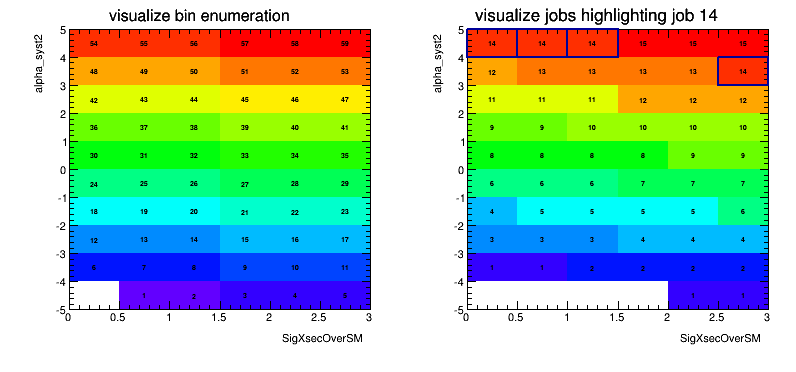 visualize bin enumeration
alpha_syst2
5
4
3
2
1
0
-1
-2
-3
-4
-5
54 55 56 57 58 59
48 49 50 51 52 53
42 43 44 45 46 47
36 37 38 39 40 41
30 31 32 33 34 35
24 25 26 27 28 29
18 19 20 21 22 23
12 13 14 15 16 17
6 7 8 9 10 11
1 2 3 4 5
0 0.5 1 1.5 2 2.5 3
SigXsecOverSM
visualize jobs highlighting job 14
alpha_syst2
5
4
3
2
1
0
-1
-2
-3
-4
-5
14 14 14 15 15 15
12 13 13 13 13 14
11 11 11 12 12 12
9 9 10 10 10 10
8 8 8 8 9 9
6 6 6 7 7 7
4 5 5 5 5 6
3 3 3 4 4 4
1 1 2 2 2 2
1 1
0 0.5 1 1.5 2 2.5 3
SigXsecOverSM